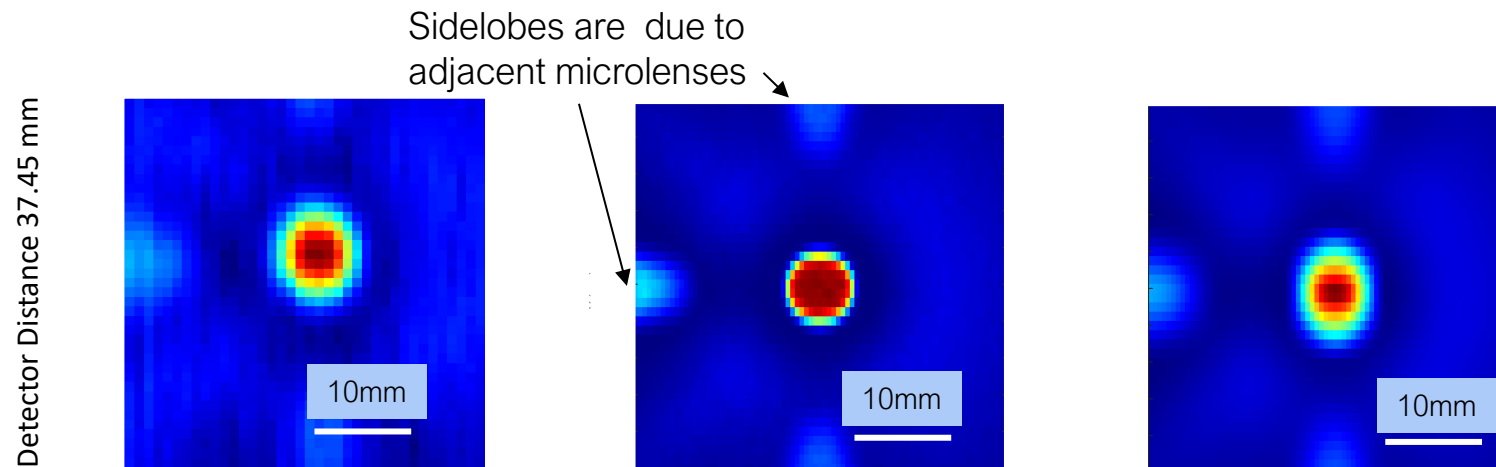 Sidelobes are due to
adjacent microlenses
Detector Distance 37.45 mm
10mm
10mm
10mm